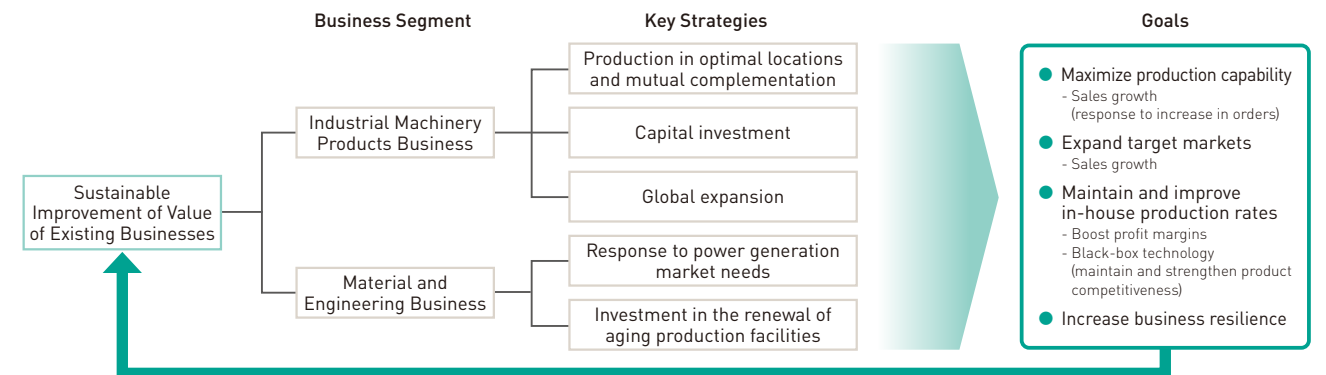 Business Segment
Key Strategies
Goals
Sustainable
Improvement of Value
of Existing Businesses
Industrial Machinery
Products Business
Material and
Engineering Business
Production in optimal locations
and mutual complementation
Capital investment
Global expansion
Response to power generation
market needs
Investment in the renewal of
aging production facilities
Maximize production capability
- Sales growth
(response to increase in orders)
Expand target markets
- Sales growth
Maintain and improve
in-house production rates
- Boost profit margins
- Black-box technology
(maintain and strengthen product
competitiveness)
Increase business resilience